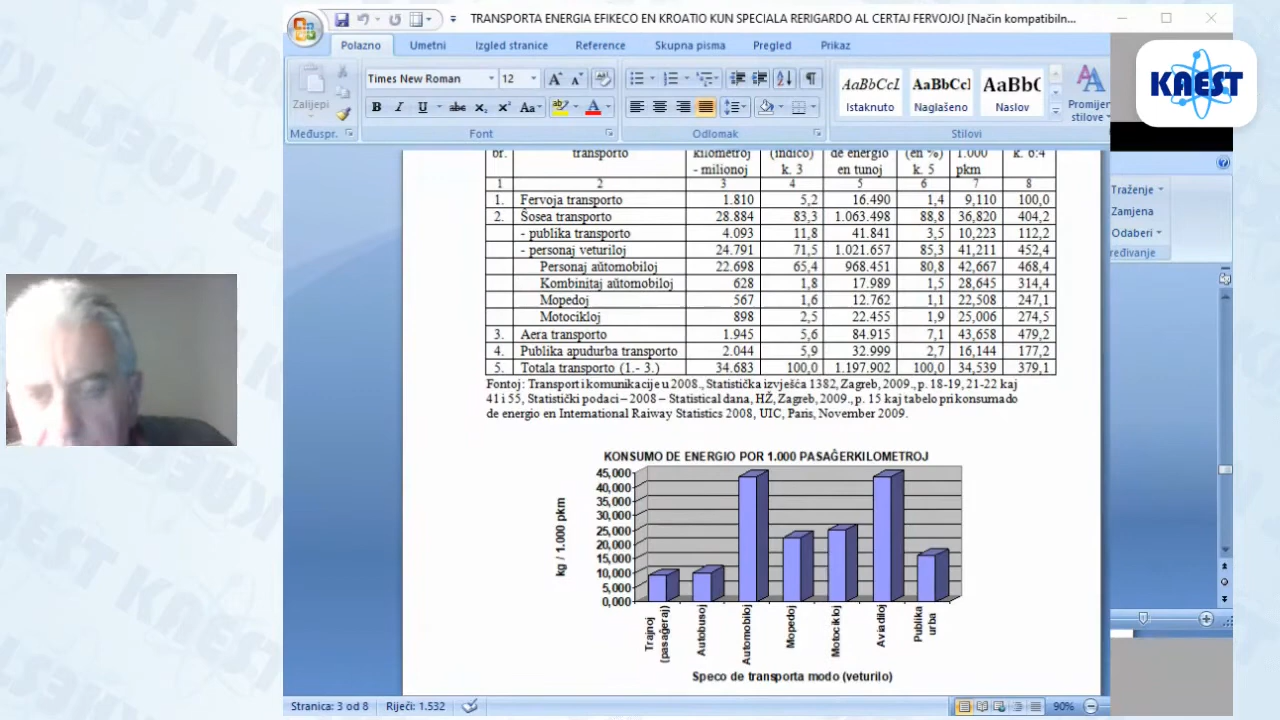 TRANSPORTA ENERGIA EFIKECO EN KROATIO KUN SPECIALA RERIGARDO AL CERTAJ FERVOJOJ [Način kompatibiln...
Polazno Umetni Izgled stranice Reference Skupna pisma Pregled Prikaz
KAEST
Times New Roman 12
AaBbCcL AaBbCcI AaBb(
Zalijepi
Istaknuto Naglašeno Naslov
Promijeni stilove
Međuspr. Font Odlomak Stilovi
Traženje
Zamjena
Odaberi
ređivanje
br. transporto kilometroj (indico) de energio (en %) 1.000 k. 6:4
- milionoj k. 3 en tunoj k. 5 pkm
1 2 3 4 5 6 7 8
1. Fervoja transporto 1.810 5,2 16.490 1,4 9,110 100,0
2. Ŝosea transporto 28.884 83,3 1.063.498 88,8 36,820 404,2
- publika transporto 4.093 11,8 41.841 3,5 10,223 112,2
- personaj veturiloj 24.791 71,5 1.021.657 85,3 41,211 452,4
Personaj aŭtomobiloj 22.698 65,4 968.451 80,8 42,667 468,4
Kombinitaj aŭtomobiloj 628 1,8 17.989 1,5 28,645 314,4
Mopedoj 567 1,6 12.762 1,1 22,508 247,1
Motocikloj 898 2,5 22.455 1,9 25,006 274,5
3. Aera transporto 1.945 5,6 84.915 7,1 43,658 479,2
4. Publika apudurba transporto 2.044 5,9 32.999 2,7 16,144 177,2
5. Totala transporto (1.- 3.) 34.683 100,0 1.197.902 100,0 34,539 379,1
Fontoj: Transport i komunikacije u 2008., Statistička izvješća 1382, Zagreb, 2009., p. 18-19, 21-22 kaj
41 i 55, Statistički podaci – 2008 – Statistical dana, HŽ, Zagreb, 2009., p. 15 kaj tabelo pri konsumado
de energio en International Raiway Statistics 2008, UIC, Paris, November 2009.
KONSUMO DE ENERGIO POR 1.000 PASAĜERKILOMETROJ
kg / 1.000 pkm
45,000
40,000
35,000
30,000
25,000
20,000
15,000
10,000
5,000
0,000
Trajnoj (pasaĝeraj)
Autobusoj
Automobiloj
Mopedoj
Motocikloj
Aviadiloj
Publika urba
Speco de transporta modo (veturilo)
Stranica: 3 od 8 Riječi: 1.532 90%